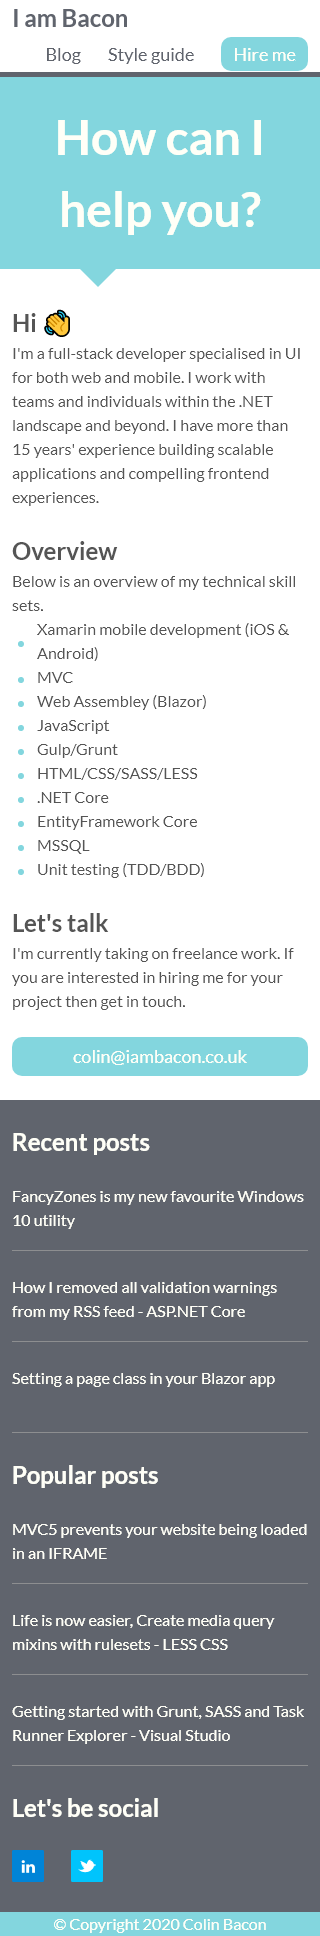 I am Bacon
Blog Style guide Hire me
How can I
help you?
Hi
I'm a full-stack developer specialised in UI
for both web and mobile. I work with
teams and individuals within the .NET
landscape and beyond. I have more than
15 years' experience building scalable
applications and compelling frontend
experiences.
Overview
Below is an overview of my technical skill
sets.
Xamarin mobile development (iOS &
Android)
MVC
Web Assembley (Blazor)
JavaScript
Gulp/Grunt
HTML/CSS/SASS/LESS
.NET Core
EntityFramework Core
MSSQL
Unit testing (TDD/BDD)
Let's talk
I'm currently taking on freelance work. If
you are interested in hiring me for your
project then get in touch.
colin@iambacon.co.uk
Recent posts
FancyZones is my new favourite Windows
10 utility
How I removed all validation warnings
from my RSS feed - ASP.NET Core
Setting a page class in your Blazor app
Popular posts
MVC5 prevents your website being loaded
in an IFRAME
Life is now easier, Create media query
mixins with rulesets - LESS CSS
Getting started with Grunt, SASS and Task
Runner Explorer - Visual Studio
Let's be social
in
© Copyright 2020 Colin Bacon